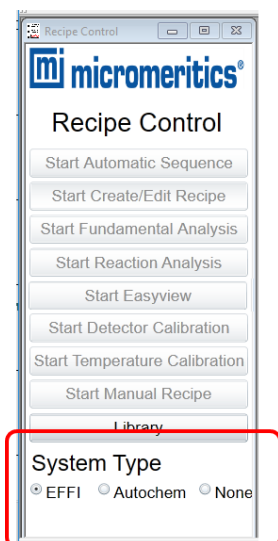 Recipe Control
mi micromeritics®
Recipe Control
Start Automatic Sequence
Start Create/Edit Recipe
Start Fundamental Analysis
Start Reaction Analysis
Start Easyview
Start Detector Calibration
Start Temperature Calibration
Start Manual Recipe
Library
System Type
EFFI Autochem None